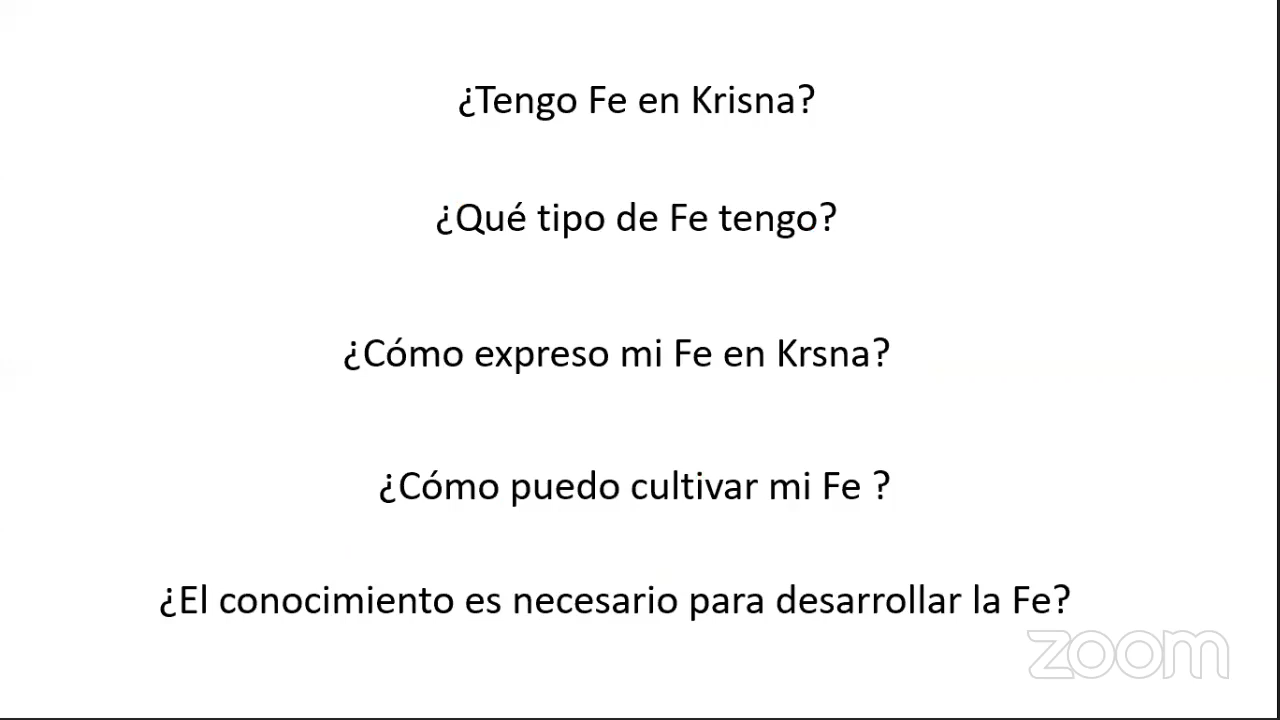 ¿Tengo Fe en Krisna?
¿Qué tipo de Fe tengo?
¿Cómo expreso mi Fe en Krsna?
¿Cómo puedo cultivar mi Fe ?
¿El conocimiento es necesario para desarrollar la Fe?
zoom